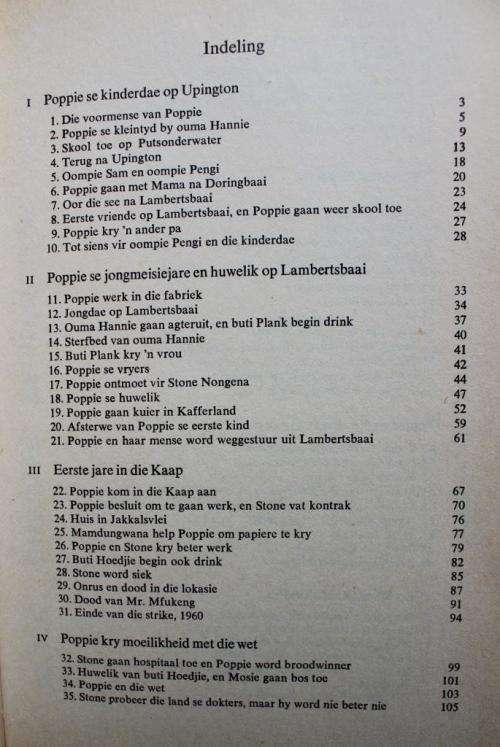 Indeling
I Poppie se kinderdae op Upington
1. Die voormense van Poppie 3
2. Poppie se kleintyd by ouma Hannie 5
3. Skool toe op Putsonderwater 9
4. Terug na Upington 13
5. Oompie Sam en oompie Pengi 18
6. Poppie gaan met Mama na Doringbaai 20
7. Oor die see na Lambertsbaai 23
8. Eerste vriende op Lambertsbaai, en Poppie gaan weer skool toe 24
9. Poppie kry 'n ander pa 27
10. Tot siens vir oompie Pengi en die kinderdae 28
II Poppie se jongmeisiejare en huwelik op Lambertsbaai
11. Poppie werk in die fabriek 33
12. Jongdae op Lambertsbaai 34
13. Ouma Hannie gaan agteruit, en buti Plank begin drink 37
14. Sterfbed van ouma Hannie 40
15. Buti Plank kry 'n vrou 41
16. Poppie se vryers 42
17. Poppie ontmoet vir Stone Nongena 44
18. Poppie se huwelik 47
19. Poppie gaan kuier in Kafferland 52
20. Afsterwe van Poppie se eerste kind 59
21. Poppie en haar mense word weggestuur uit Lambertsbaai 61
III Eerste jare in die Kaap
22. Poppie kom in die Kaap aan 67
23. Poppie besluit om te gaan werk, en Stone vat kontrak 70
24. Huis in Jakkalsvlei 76
25. Mamdungwana help Poppie om papiere te kry 77
26. Poppie en Stone kry beter werk 79
27. Buti Hoedjie begin ook drink 82
28. Stone word siek 85
29. Onrus en dood in die lokasie 87
30. Dood van Mr. Mfukeng 91
31. Einde van die strike, 1960 94
IV Poppie kry moeilikheid met die wet
32. Stone gaan hospitaal toe en Poppie word broodwinner 99
33. Huwelik van buti Hoedjie, en Mosie gaan bos toe 101
34. Poppie en die wet 103
35. Stone probeer die land se dokters, maar hy word nie beter nie 105